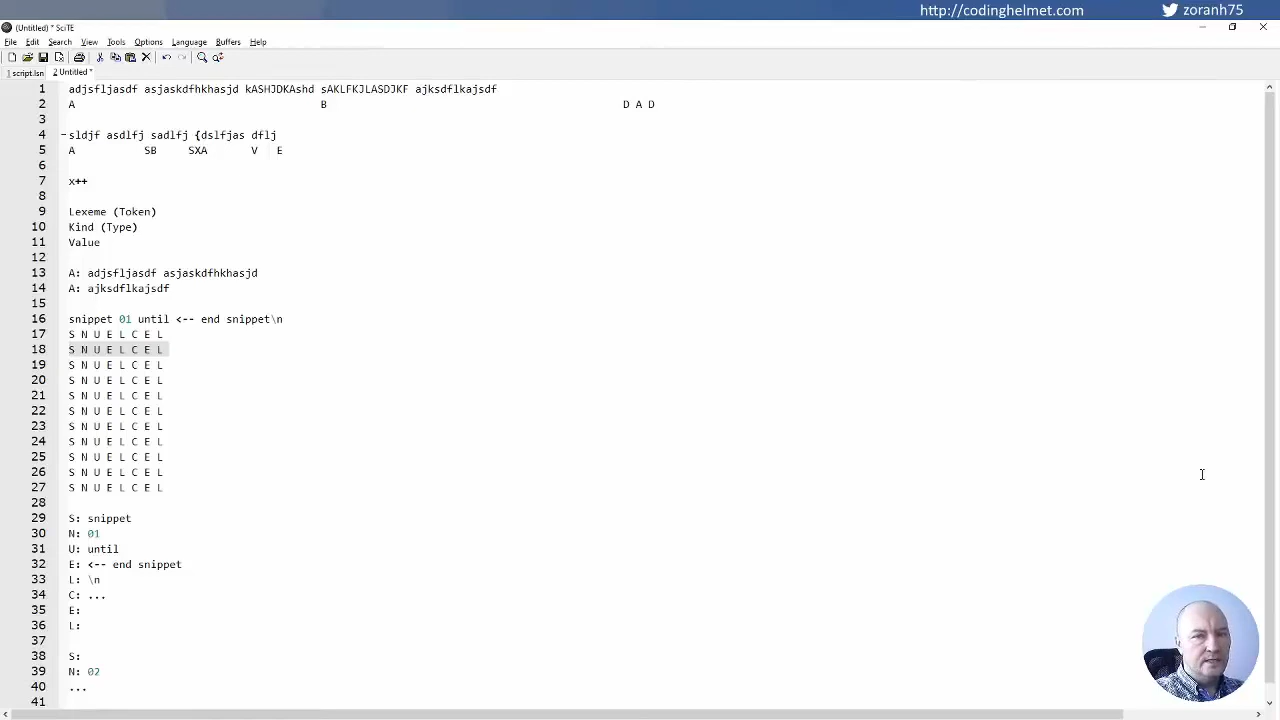 http://codinghelmet.com zoranh75
(Untitled) * SciTE
File Edit Search View Tools Options Language Buffers Help
1 script.lsn 2 Untitled *
1 adjsfljasdf asjaskdfhkhasjd kASHJDKAshd sAKLFKJLASDJKF ajksdflkajsdf
2 A B D A D
3
4 sldjf asdlfj sadlfj {dslfjas dflj
5 A SB SXA V E
6
7 x++
8
9 Lexeme (Token)
10 Kind (Type)
11 Value
12
13 A: adjsfljasdf asjaskdfhkhasjd
14 A: ajksdflkajsdf
15
16 snippet 01 until <-- end snippet\n
17 S N U E L C E L
18 S N U E L C E L
19 S N U E L C E L
20 S N U E L C E L
21 S N U E L C E L
22 S N U E L C E L
23 S N U E L C E L
24 S N U E L C E L
25 S N U E L C E L
26 S N U E L C E L
27 S N U E L C E L
28
29 S: snippet
30 N: 01
31 U: until
32 E: <-- end snippet
33 L: \n
34 C: ...
35 E:
36 L:
37
38 S:
39 N: 02
40 ...
41